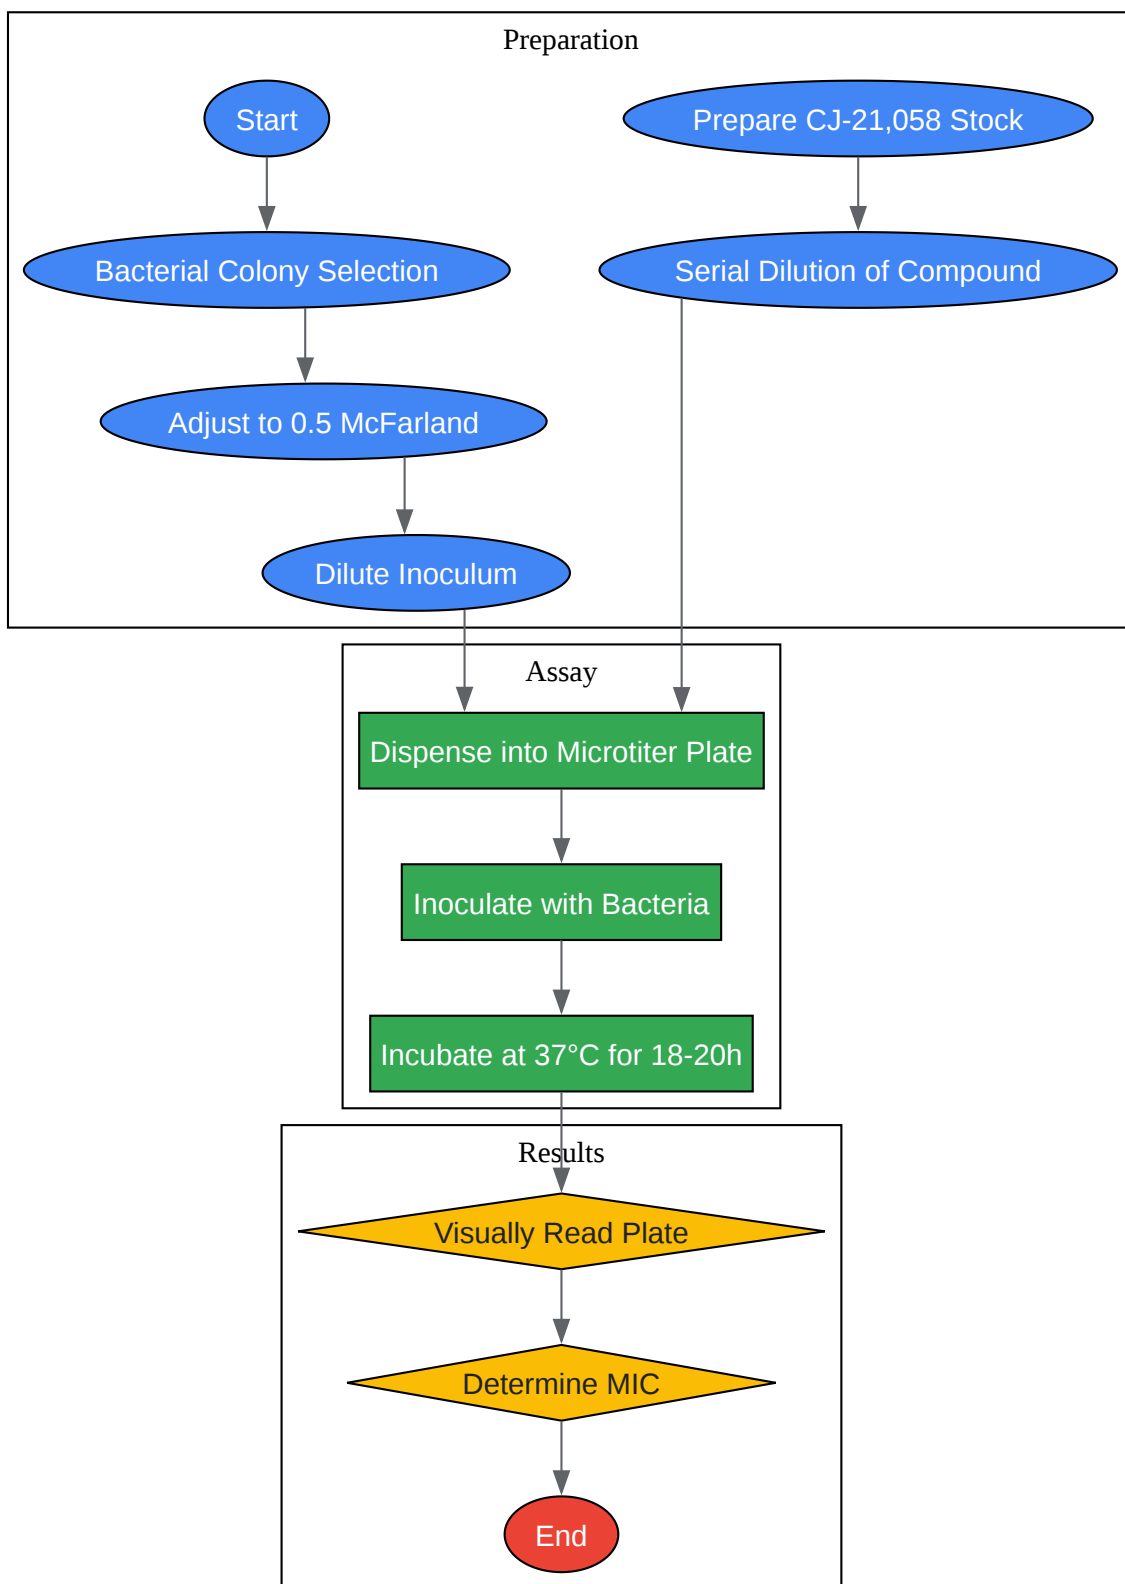 Preparation
Start
Prepare CJ-21,058 Stock
Bacterial Colony Selection
Serial Dilution of Compound
Adjust to 0.5 McFarland
Dilute Inoculum
Assay
Dispense into Microtiter Plate
Inoculate with Bacteria
Incubate at 37°C for 18-20h
Results
Visually Read Plate
Determine MIC
End